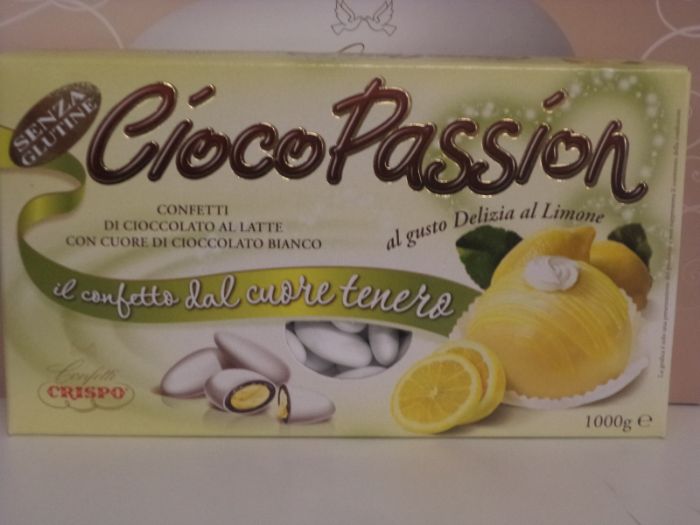 SENZA
GLUTINE
CiocoPassion
CONFETTI
DI CIOCCOLATO AL LATTE
CON CUORE DI CIOCCOLATO BIANCO
al gusto Delizia al Limone
il confetto dal cuore tenero
Confetti
CRISPO
1000g e